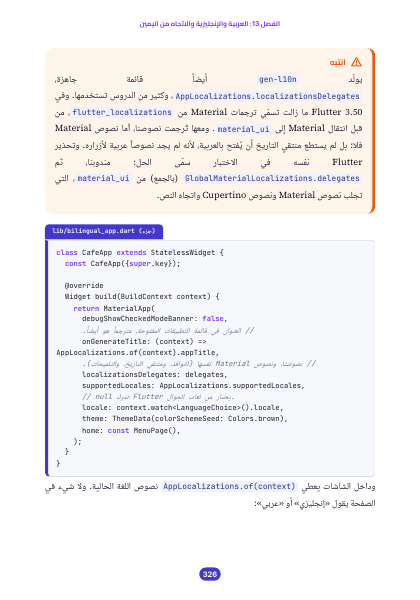 الفصل 13: العربية والإنجليزية والاتجاه من اليمين
انتبه
يولّد gen-l10n أيضاً قائمة جاهزة،
AppLocalizations.localizationsDelegates، وكثير من الدروس تستخدمها. وفي
Flutter 3.50 ما زالت تسمّي ترجمات Material من flutter_localizations، من
قبل انتقال Material إلى material_ui. ومعها تُرجمت نصوصنا، أما نصوص Material
فلا: بل لم يستطع منتقي التاريخ أن يُفتح بالعربية، لأنه لم يجد نصوصاً عربية لأزراره. وتحذير
Flutter نفسه في الاختبار سمّى الحل: مندوبنا، ثم
GlobalMaterialLocalizations.delegates (بالجمع) من material_ui، التي
تجلب نصوص Material ونصوص Cupertino واتجاه النص.
lib/bilingual_app.dart (جزء)
class CafeApp extends StatelessWidget {
const CafeApp({super.key});
@override
Widget build(BuildContext context) {
return MaterialApp(
debugShowCheckedModeBanner: false,
// العنوان في قائمة التطبيقات المفتوحة، مترجماً هو أيضاً.
onGenerateTitle: (context) =>
AppLocalizations.of(context).appTitle,
// نصوصنا، ونصوص Material نفسها (النوافذ، ومنتقي التاريخ، والتلميحات).
localizationsDelegates: delegates,
supportedLocales: AppLocalizations.supportedLocales,
// null يترك Flutter يختار من لغات الجوال.
locale: context.watch<LanguageChoice>().locale,
theme: ThemeData(colorSchemeSeed: Colors.brown),
home: const MenuPage(),
);
}
}
وداخل الشاشات يعطي AppLocalizations.of(context) نصوص اللغة الحالية. ولا شيء في
الصفحة يقول «إنجليزي» أو «عربي»:
326